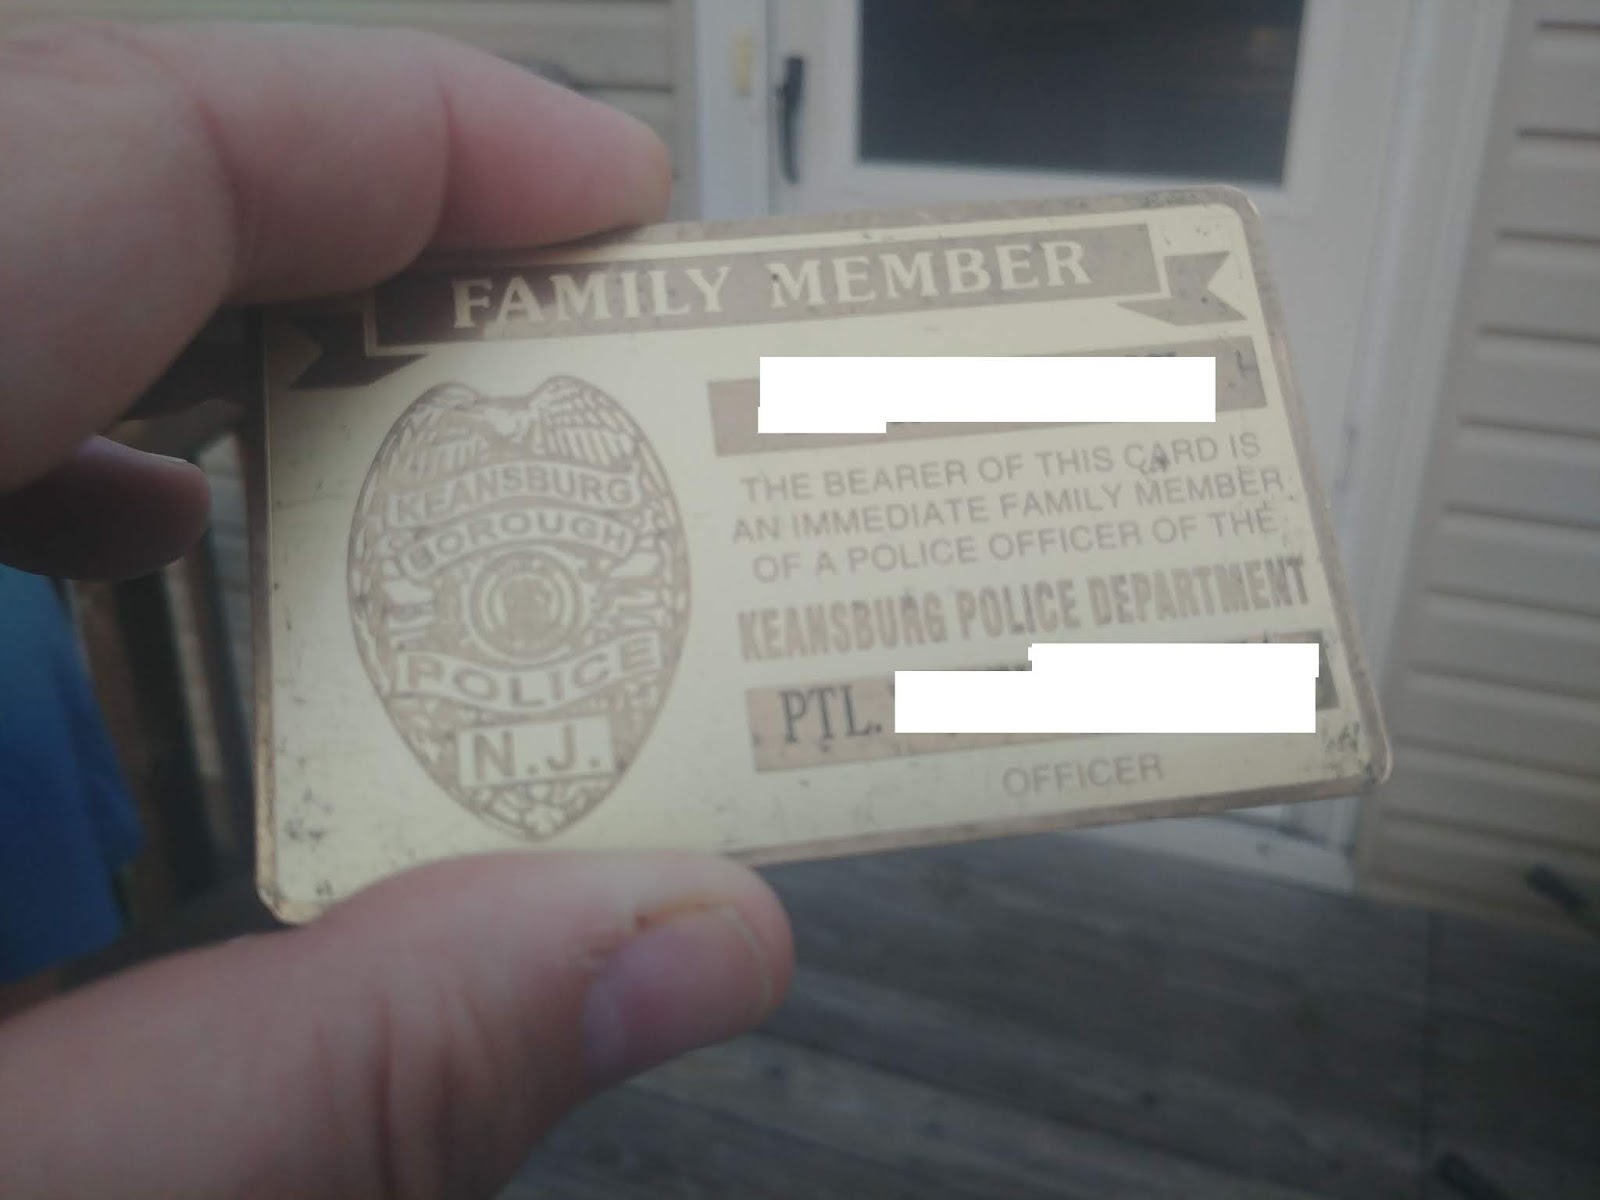 FAMILY MEMBER
KEANSBURG
BOROUGH
POLICE
N.J.
THE BEARER OF THIS CARD IS
AN IMMEDIATE FAMILY MEMBER
OF A POLICE OFFICER OF THE
KEANSBURG POLICE DEPARTMENT
PTL.
OFFICER